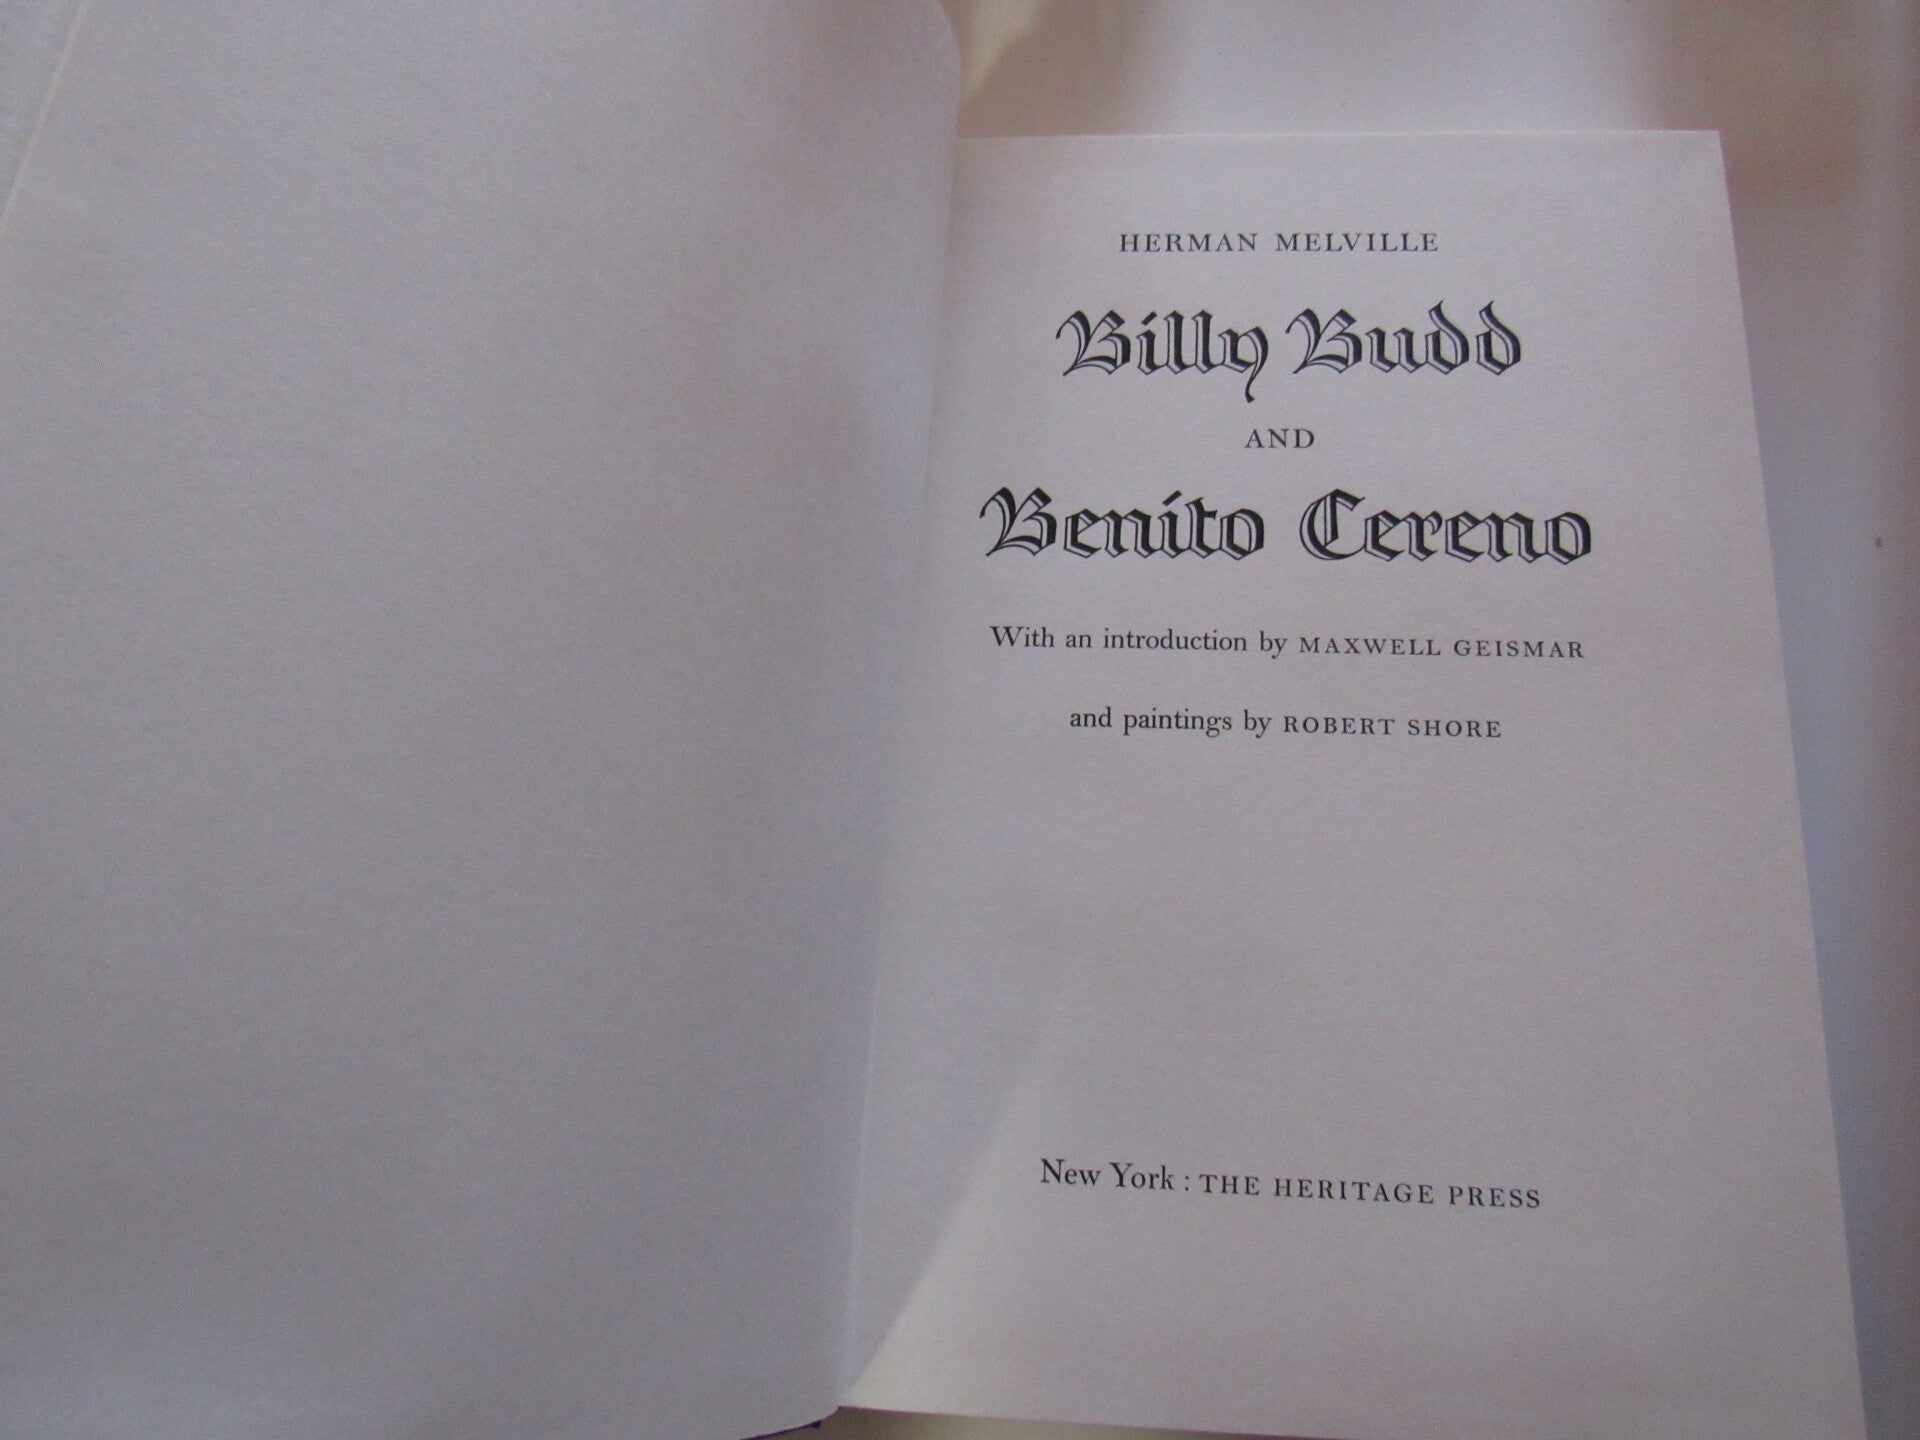 HERMAN MELVILLE
Billy Budd
AND
Benito Cereno
With an introduction by MAXWELL GEISMAR
and paintings by ROBERT SHORE
New York : THE HERITAGE PRESS